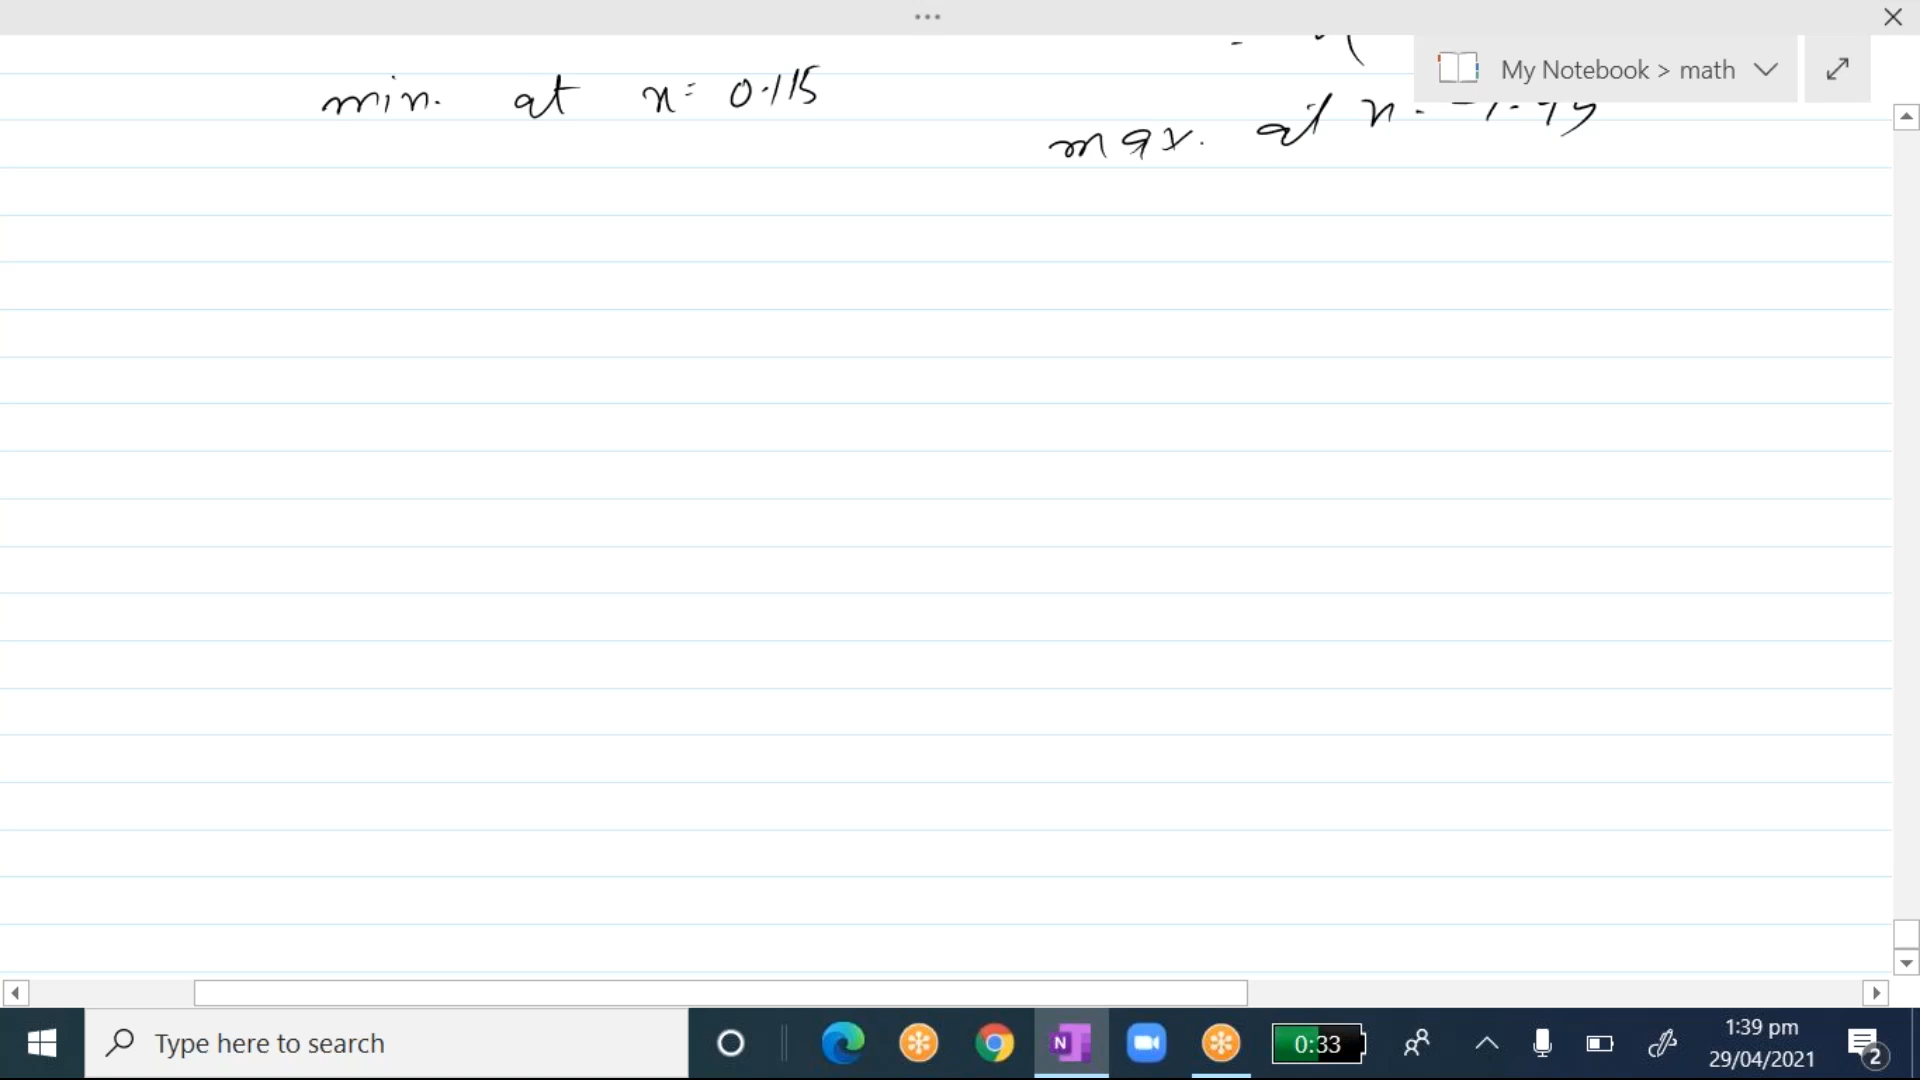 My Notebook > math
min. at x = 0.115
max. at x = 
Type here to search
N
0:33
1:39 pm
29/04/2021
2